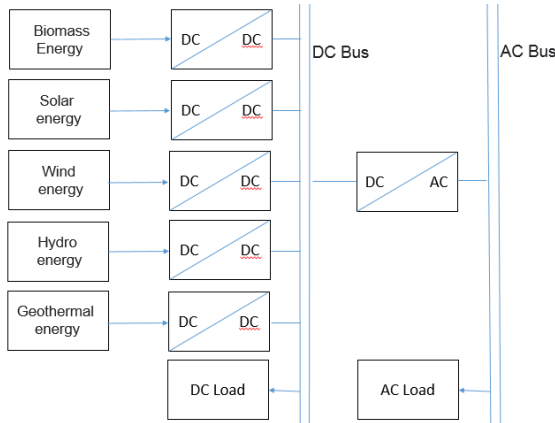 Biomass
Energy
DC
DC
DC Bus
AC Bus
Solar
energy
DC
DC
Wind
energy
DC
DC
DC
AC
Hydro
energy
DC
DC
Geothermal
energy
DC
DC
DC Load
AC Load